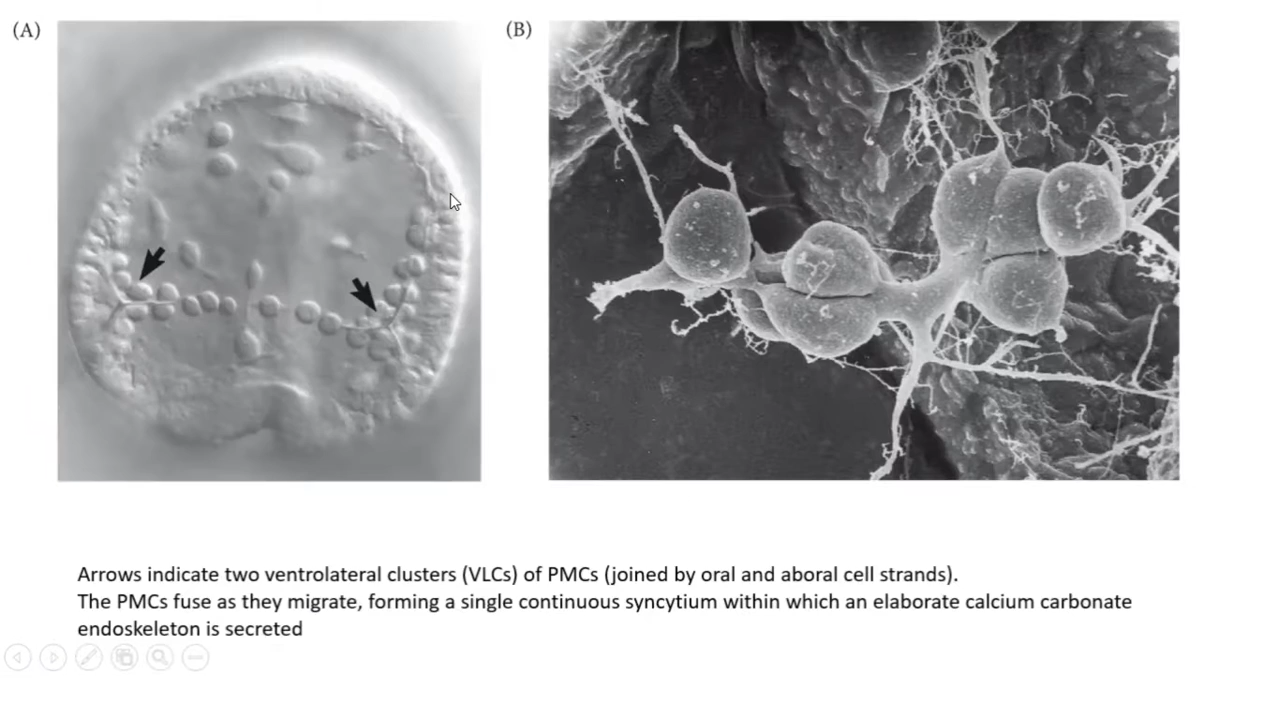 (A)
(B)
Arrows indicate two ventrolateral clusters (VLCs) of PMCs (joined by oral and aboral cell strands).
The PMCs fuse as they migrate, forming a single continuous syncytium within which an elaborate calcium carbonate
endoskeleton is secreted